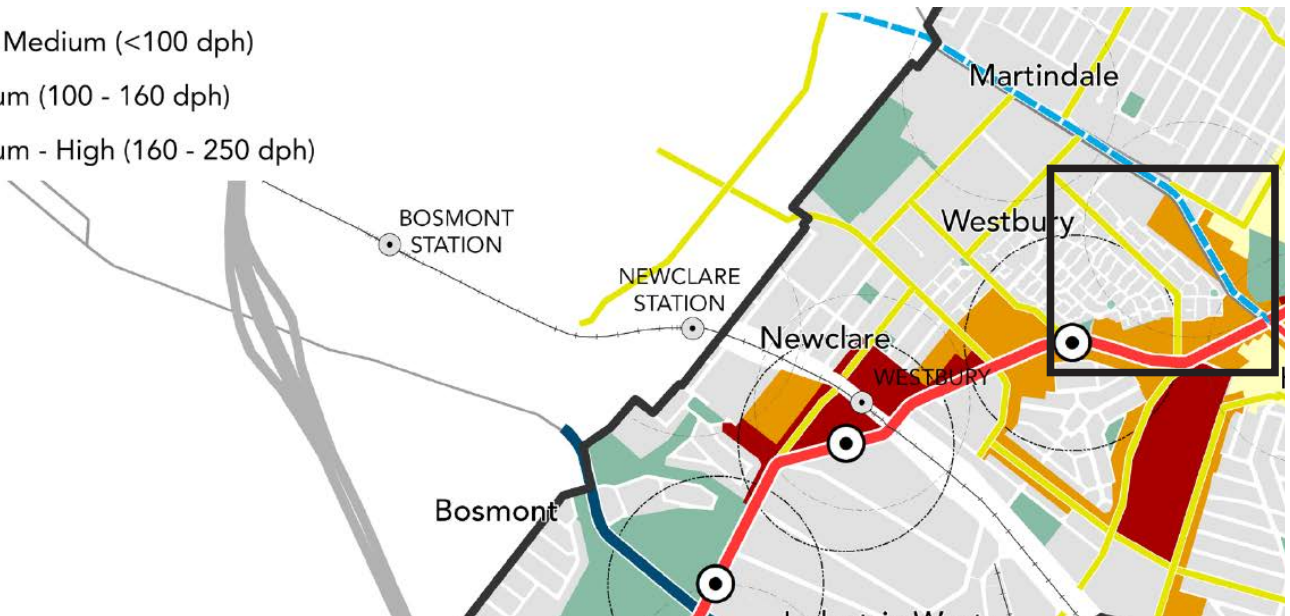 Medium (<100 dph)
um (100 - 160 dph)
um - High (160 - 250 dph)
Martindale
BOSMONT
STATION
Westbury
NEWCLARE
STATION
Newclare
WESTBURY
Bosmont